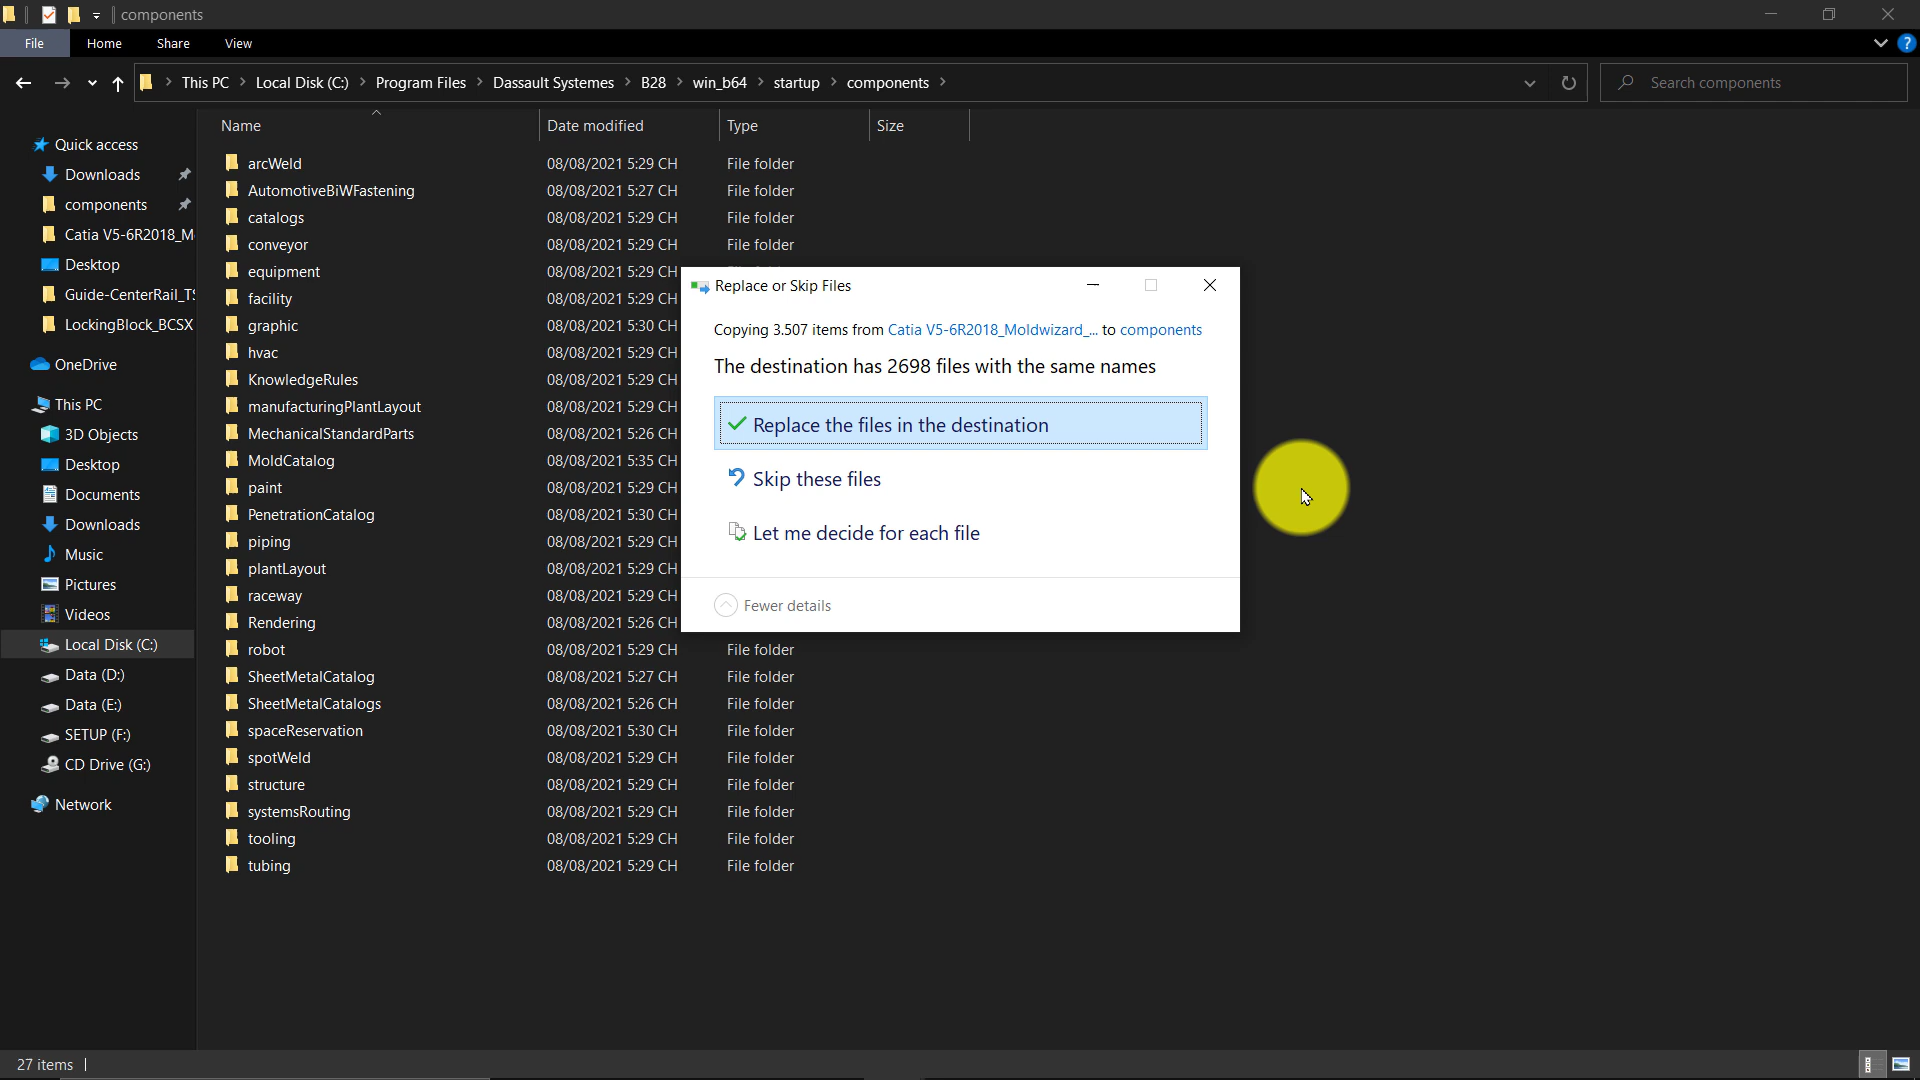 components
File Home Share View
This PC Local Disk (C:) Program Files Dassault Systemes B28 win_b64 startup components
Search components
Name Date modified Type Size
Quick access
Downloads
components
Catia V5-6R2018_M
Desktop
Guide-CenterRail_TS
LockingBlock_BCSX
OneDrive
This PC
3D Objects
Desktop
Documents
Downloads
Music
Pictures
Videos
Local Disk (C:)
Data (D:)
Data (E:)
SETUP (F:)
CD Drive (G:)
Network
arcWeld 08/08/2021 5:29 CH File folder
AutomotiveBiWFastening 08/08/2021 5:27 CH File folder
catalogs 08/08/2021 5:29 CH File folder
conveyor 08/08/2021 5:29 CH File folder
equipment 08/08/2021 5:29 CH
facility 08/08/2021 5:29 CH
graphic 08/08/2021 5:30 CH
hvac 08/08/2021 5:29 CH
KnowledgeRules 08/08/2021 5:29 CH
manufacturingPlantLayout 08/08/2021 5:29 CH
MechanicalStandardParts 08/08/2021 5:26 CH
MoldCatalog 08/08/2021 5:35 CH
paint 08/08/2021 5:29 CH
PenetrationCatalog 08/08/2021 5:30 CH
piping 08/08/2021 5:29 CH
plantLayout 08/08/2021 5:29 CH
raceway 08/08/2021 5:29 CH
Rendering 08/08/2021 5:26 CH
robot 08/08/2021 5:29 CH File folder
SheetMetalCatalog 08/08/2021 5:27 CH File folder
SheetMetalCatalogs 08/08/2021 5:26 CH File folder
spaceReservation 08/08/2021 5:30 CH File folder
spotWeld 08/08/2021 5:29 CH File folder
structure 08/08/2021 5:29 CH File folder
systemsRouting 08/08/2021 5:29 CH File folder
tooling 08/08/2021 5:29 CH File folder
tubing 08/08/2021 5:29 CH File folder
Replace or Skip Files
Copying 3.507 items from Catia V5-6R2018_Moldwizard_... to components
The destination has 2698 files with the same names
Replace the files in the destination
Skip these files
Let me decide for each file
Fewer details
27 items